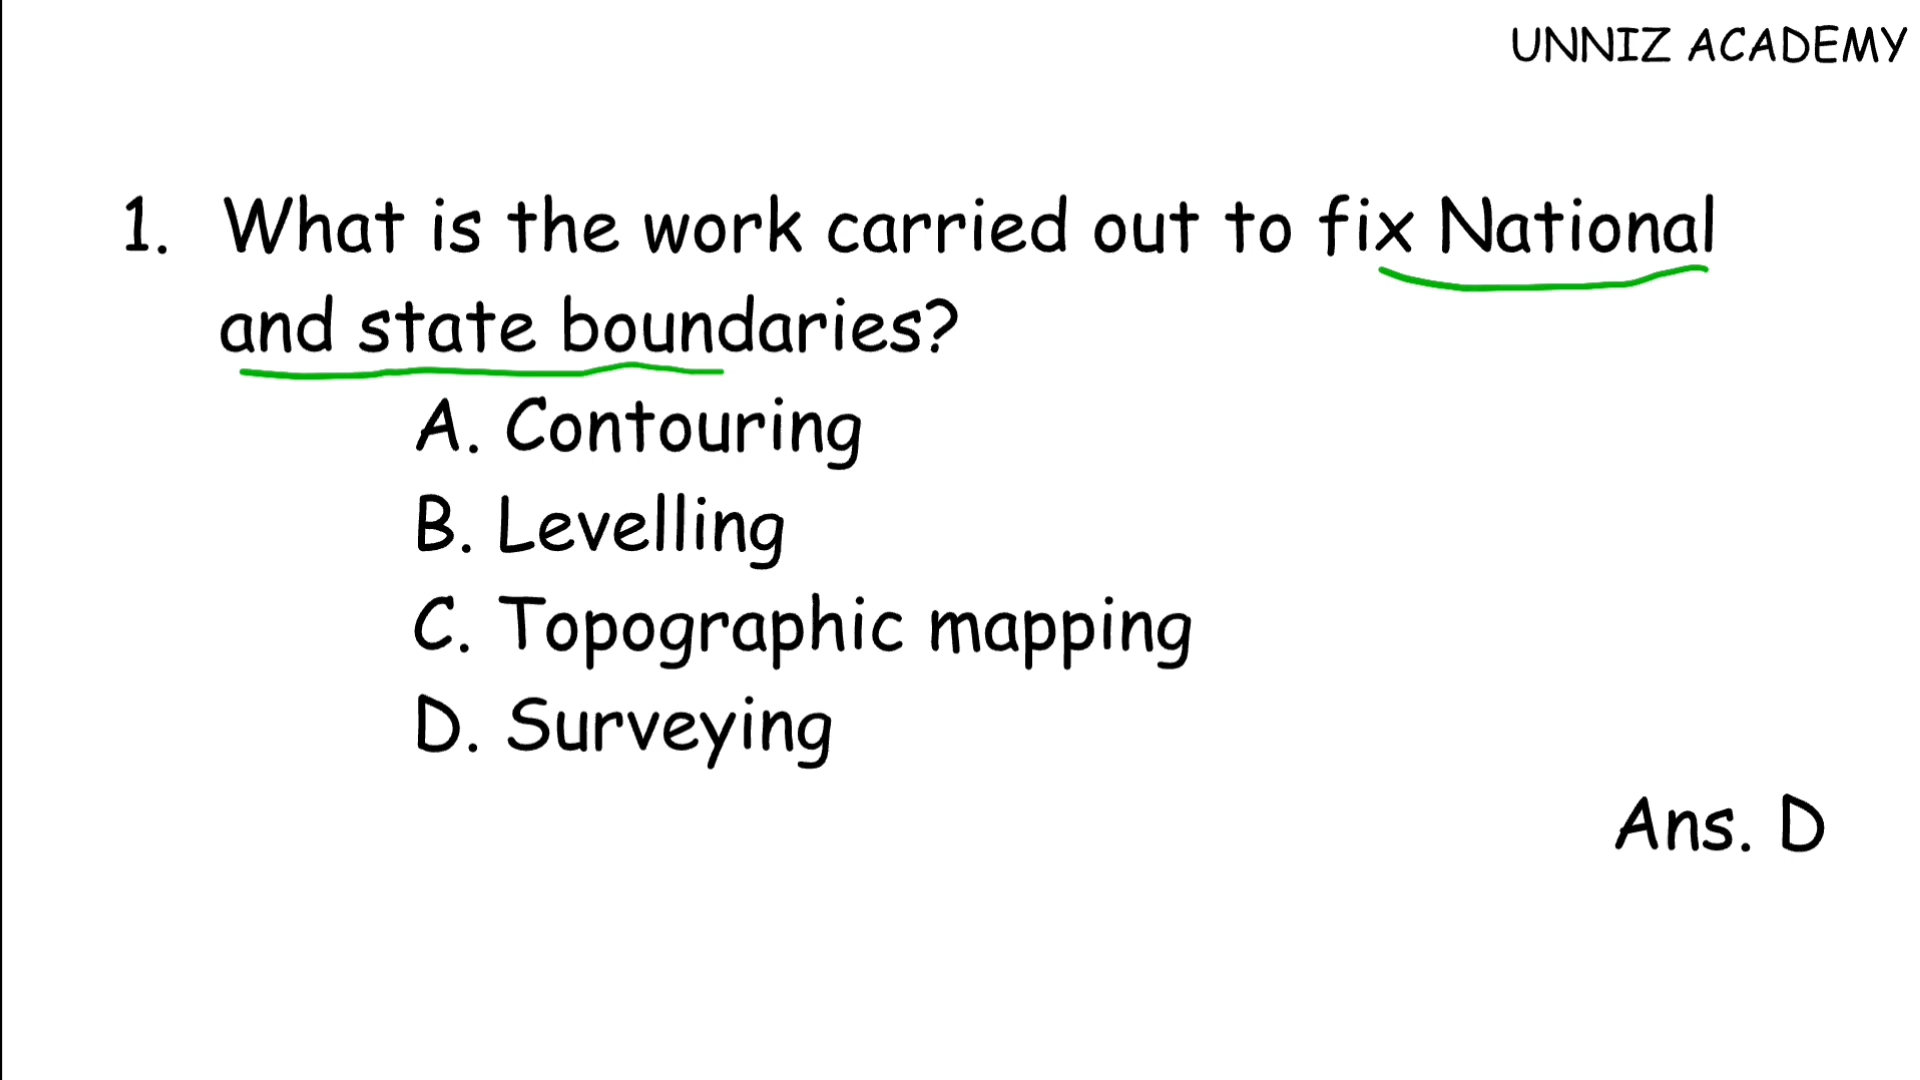 UNNIZ ACADEMY
1. What is the work carried out to fix National
and state boundaries?
A. Contouring
B. Levelling
C. Topographic mapping
D. Surveying
Ans. D